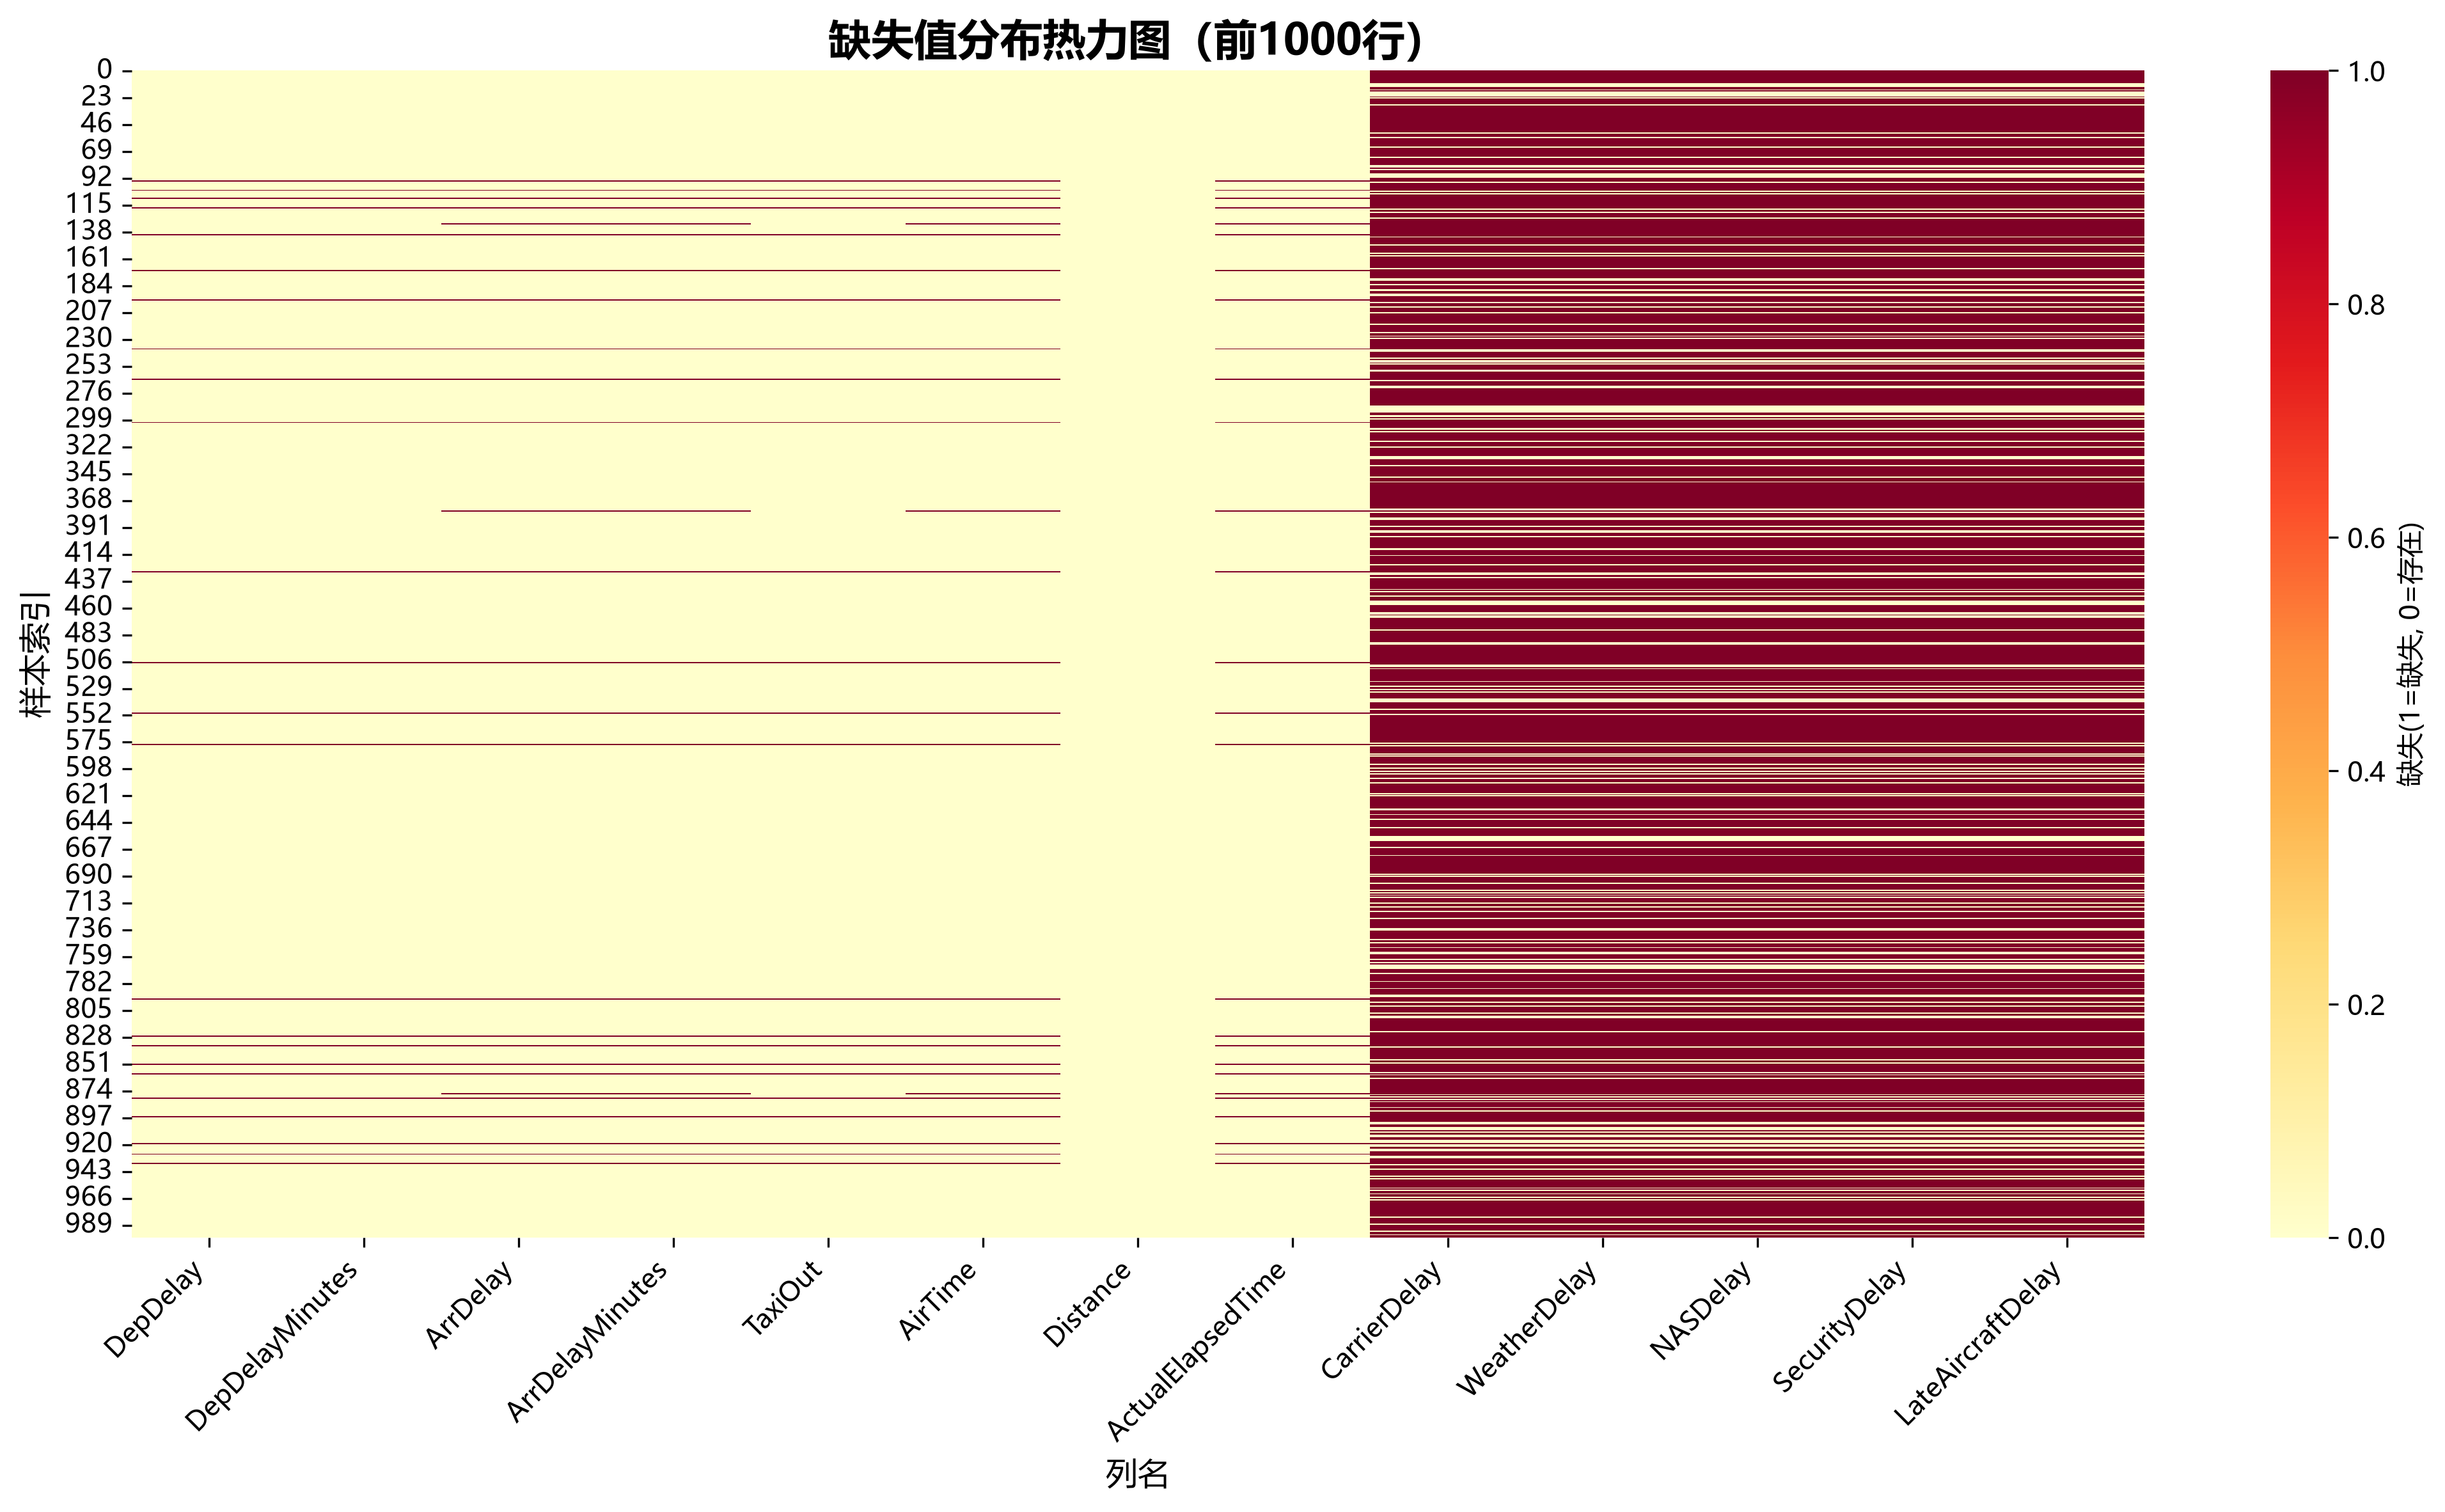 缺失值分布热力图（前1000行）
0
23
46
69
92
115
138
161
184
207
230
253
276
299
322
345
368
391
414
437
460
483
506
529
552
575
598
621
644
667
690
713
736
759
782
805
828
851
874
897
920
943
966
989
样本索引
DepDelay
DepDelayMinutes
ArrDelay
ArrDelayMinutes
TaxiOut
AirTime
Distance
ActualElapsedTime
CarrierDelay
WeatherDelay
NASDelay
SecurityDelay
LateAircraftDelay
列名
1.0
0.8
0.6
0.4
0.2
0.0
缺失(1=缺失, 0=存在)